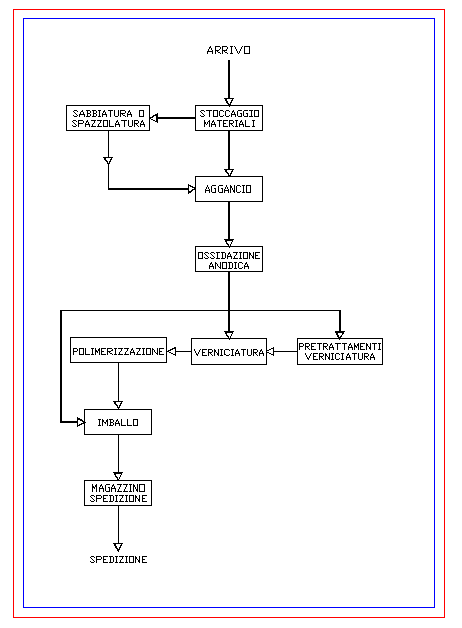 ARRIVO
SABBIATURA O
SPAZZOLATURA
STOCCAGGIO
MATERIALI
AGGANCIO
OSSIDAZIONE
ANODICA
POLIMERIZZAZIONE
VERNICIATURA
PRETRATTAMENTI
VERNICIATURA
IMBALLO
MAGAZZINO
SPEDIZIONE
SPEDIZIONE